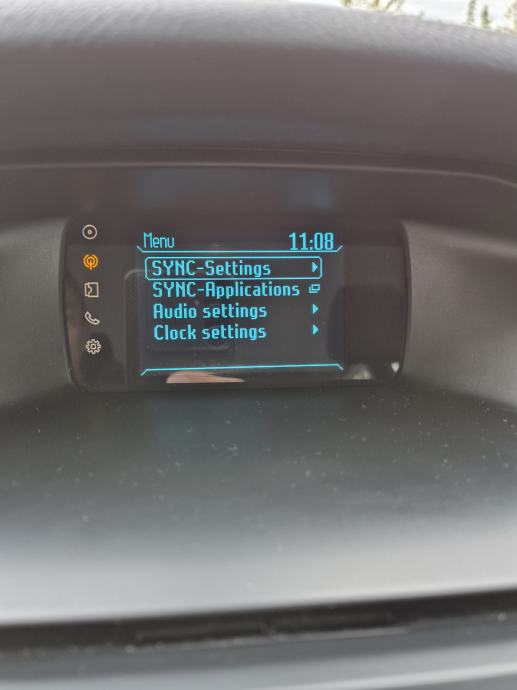 Menu 11:08
SYNC-Settings
SYNC-Applications
Audio settings
Clock settings